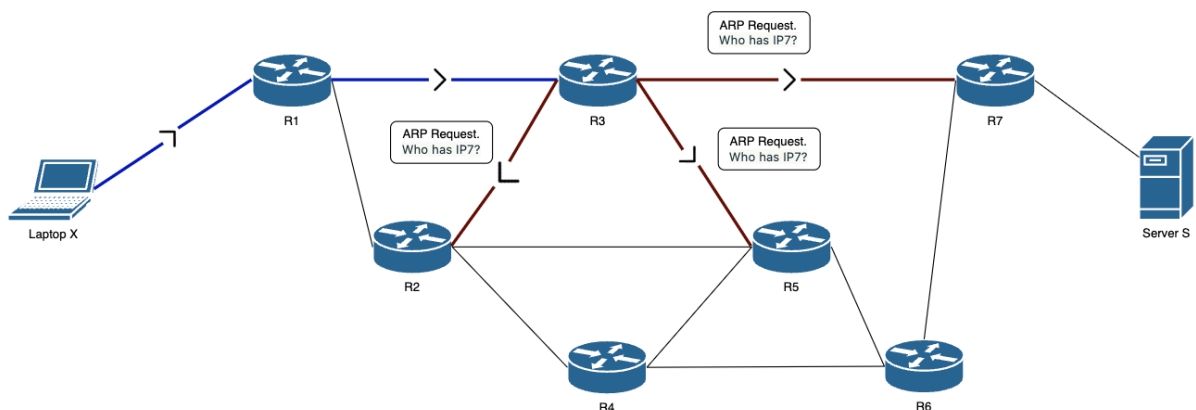 ARP Request.
Who has IP7?
R1
R3
R7
ARP Request.
Who has IP7?
ARP Request.
Who has IP7?
Laptop X
Server S
R2
R5
R4
R6